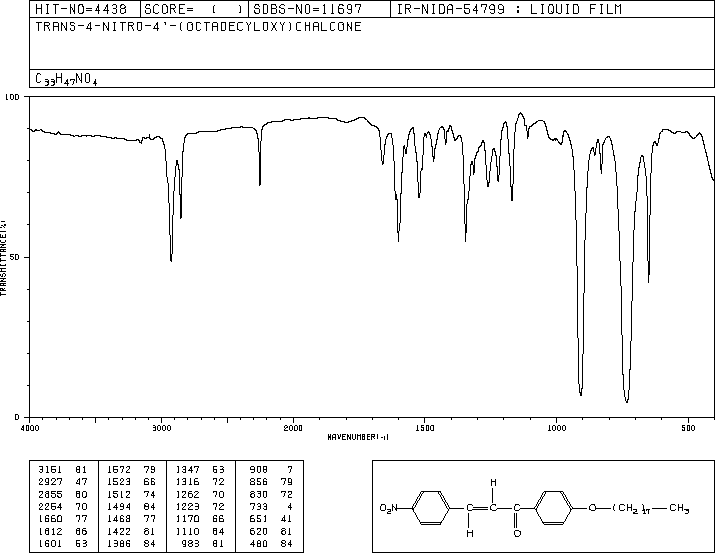 HIT-NO=4438 SCORE= ( ) SDBS-NO=11697 IR-NIDA-54799 : LIQUID FILM
TRANS-4-NITRO-4'-(OCTADECYLOXY)CHALCONE
C33H47NO4
100
50
0
TRANSMITTANCE(%)
4000 3000 2000 1500 1000 500
WAVENUMBER(-1)
3161 81 1572 79 1347 53 908 7
2927 47 1523 66 1316 72 856 79
2855 60 1512 74 1262 70 830 72
2254 70 1494 84 1223 72 733 4
1660 77 1468 77 1170 66 651 41
1612 66 1422 81 1110 84 620 81
1601 53 1386 84 983 81 480 84
H
O2N C C C O (CH2)17 CH3
H O